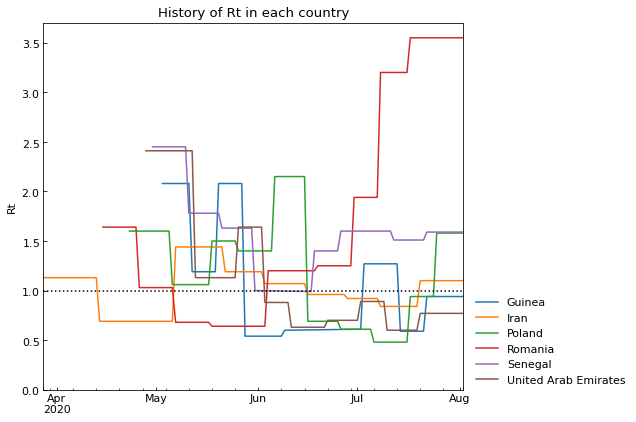 History of Rt in each country
3.5
3.0
2.5
2.0
1.5
1.0
0.5
0.0
Rt
Apr
2020
May
Jun
Jul
Aug
Guinea
Iran
Poland
Romania
Senegal
United Arab Emirates